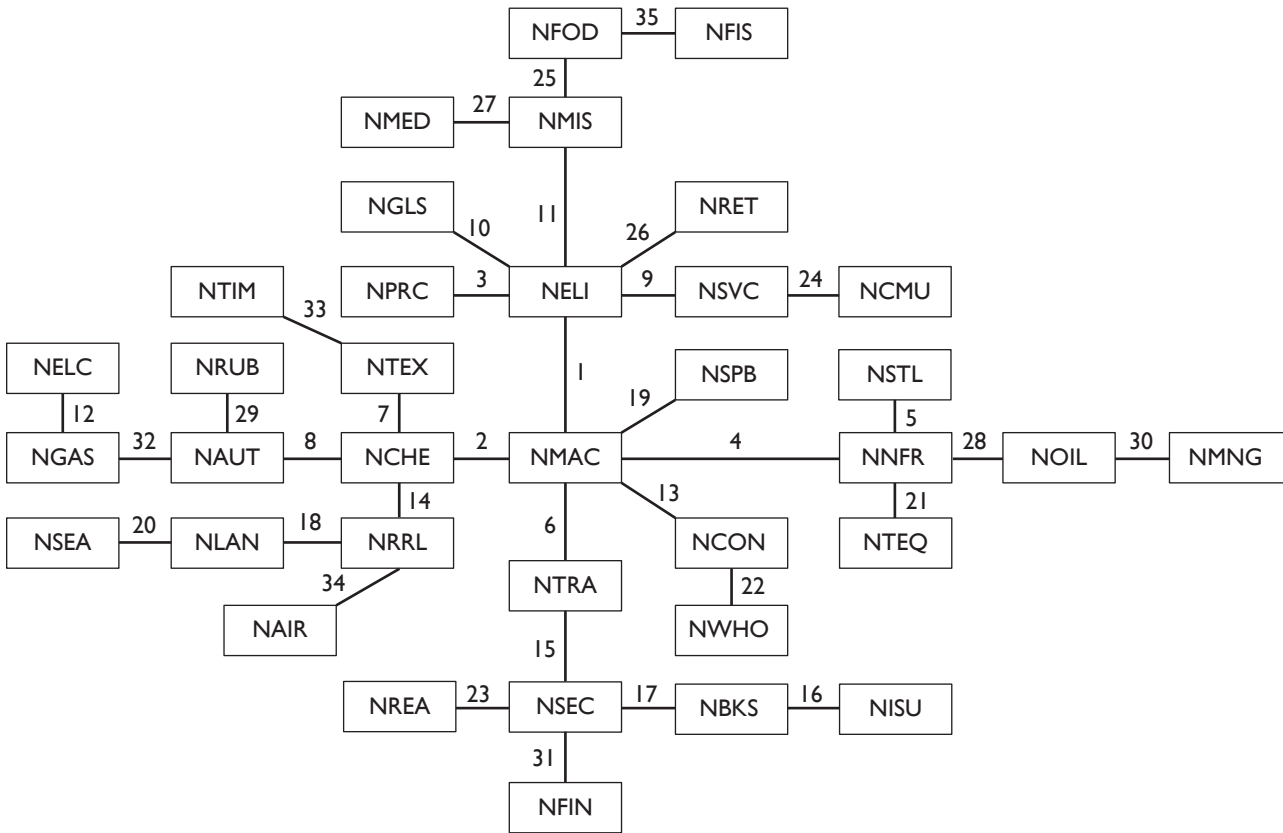 NFOD 35 NFIS
25
NMED 27 NMIS
NGLS 10 11 26 NRET
NTIM NPRC 3 NELI 9 NSVC 24 NCMU
33
NELC NRUB NTEX 1 NSPB NSTL
12 29 7 19 5
NGAS 32 NAUT 8 NCHE 2 NMAC 4 NNFR 28 NOIL 30 NMNG
14 6 13 21
NSEA 20 NLAN 18 NRRL NCON NTEQ
34 NTRA 22
NAIR NWHO
15
NREA 23 NSEC 17 NBKS 16 NISU
31
NFIN